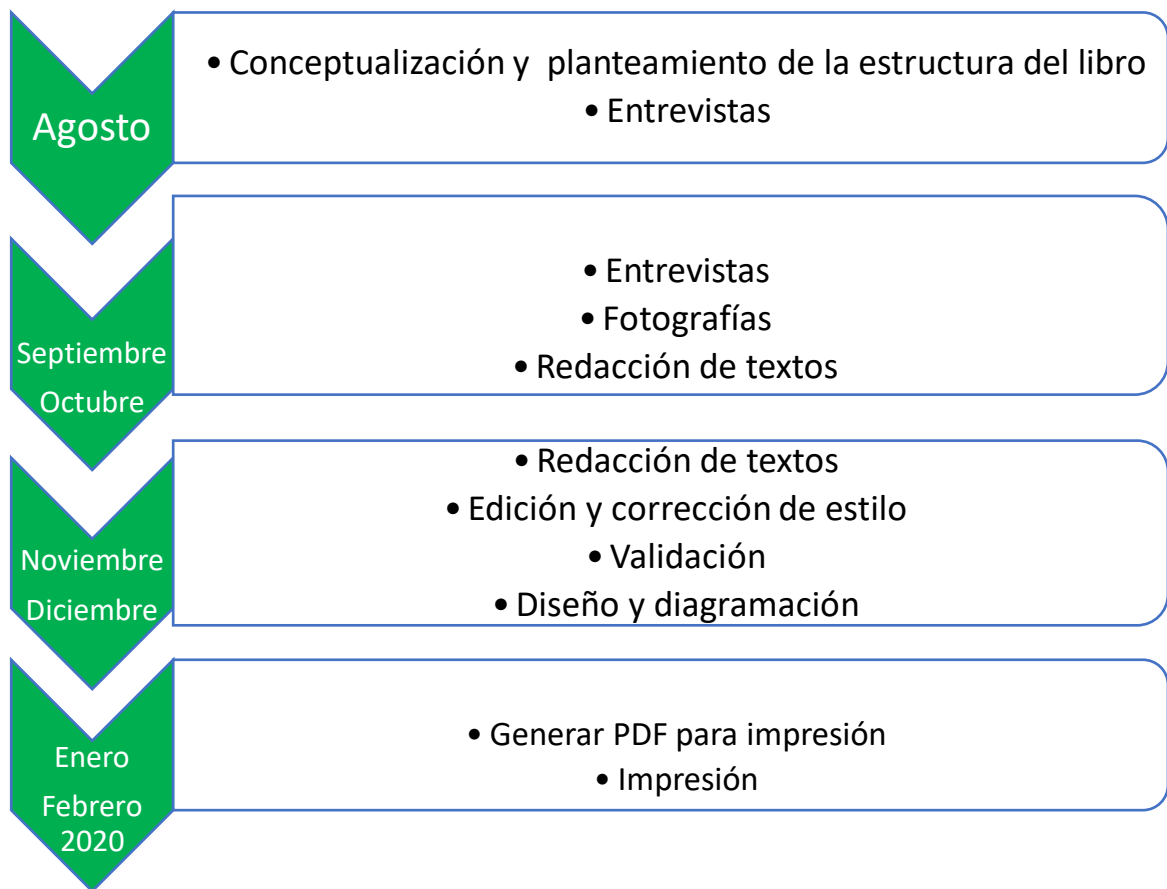 Agosto
• Conceptualización y planteamiento de la estructura del libro
• Entrevistas
Septiembre
Octubre
• Entrevistas
• Fotografías
• Redacción de textos
Noviembre
Diciembre
• Redacción de textos
• Edición y corrección de estilo
• Validación
• Diseño y diagramación
Enero
Febrero
2020
• Generar PDF para impresión
• Impresión